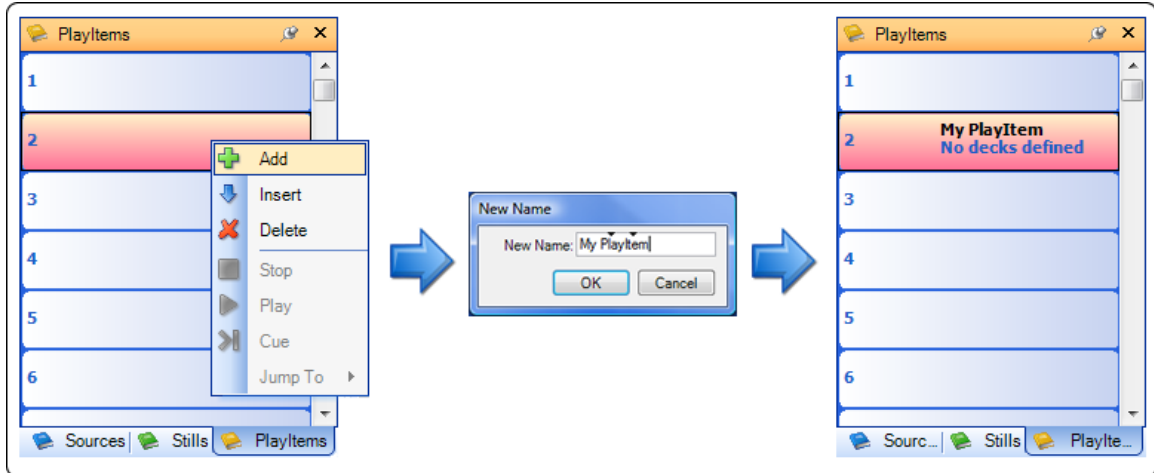 PlayItems
1
2
3
4
5
6
Add
Insert
Delete
Stop
Play
Cue
Jump To
Sources Stills PlayItems
New Name
New Name: My PlayItem
OK Cancel
PlayItems
1
2 My PlayItem
No decks defined
3
4
5
6
Sourc... Stills PlayIte...